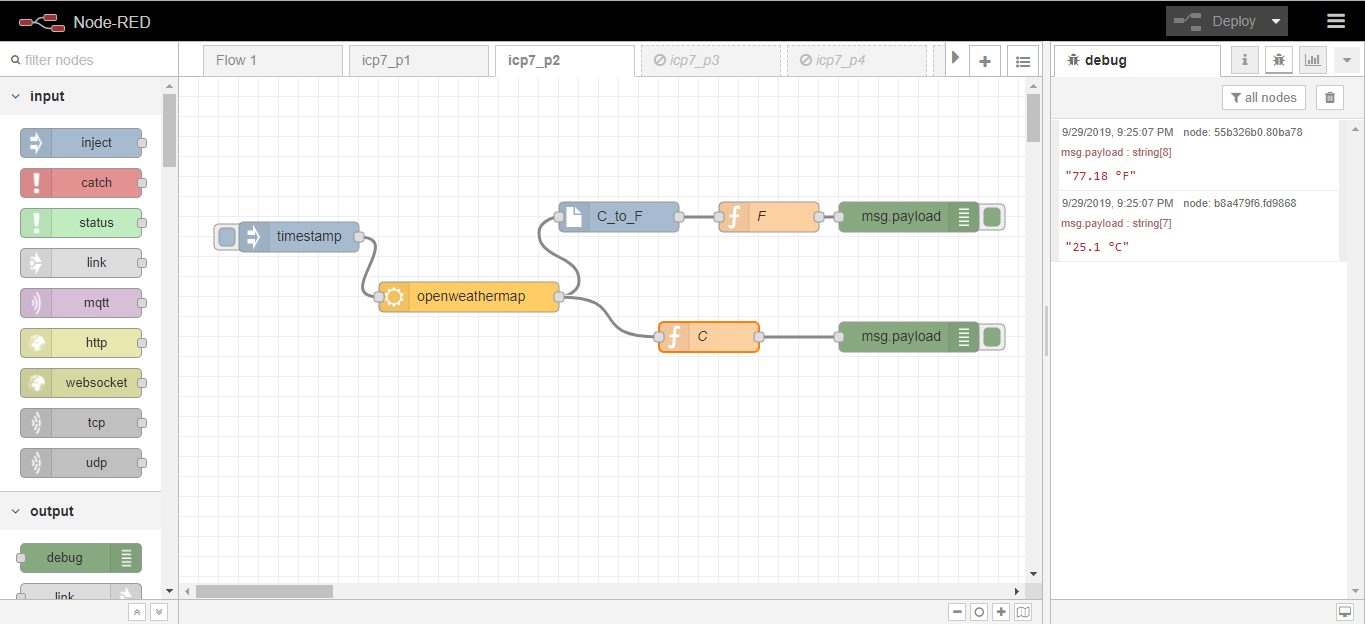 Node-RED
Deploy
filter nodes
Flow 1
icp7_p1
icp7_p2
icp7_p3
icp7_p4
debug
i
all nodes
input
inject
catch
status
link
mqtt
http
websocket
tcp
udp
output
debug
link
timestamp
openweathermap
C_to_F
f
F
msg.payload
f
C
msg.payload
9/29/2019, 9:25:07 PM node: 55b326b0.80ba78
msg.payload : string[8]
"77.18 °F"
9/29/2019, 9:25:07 PM node: b8a479f6.fd9868
msg.payload : string[7]
"25.1 °C"